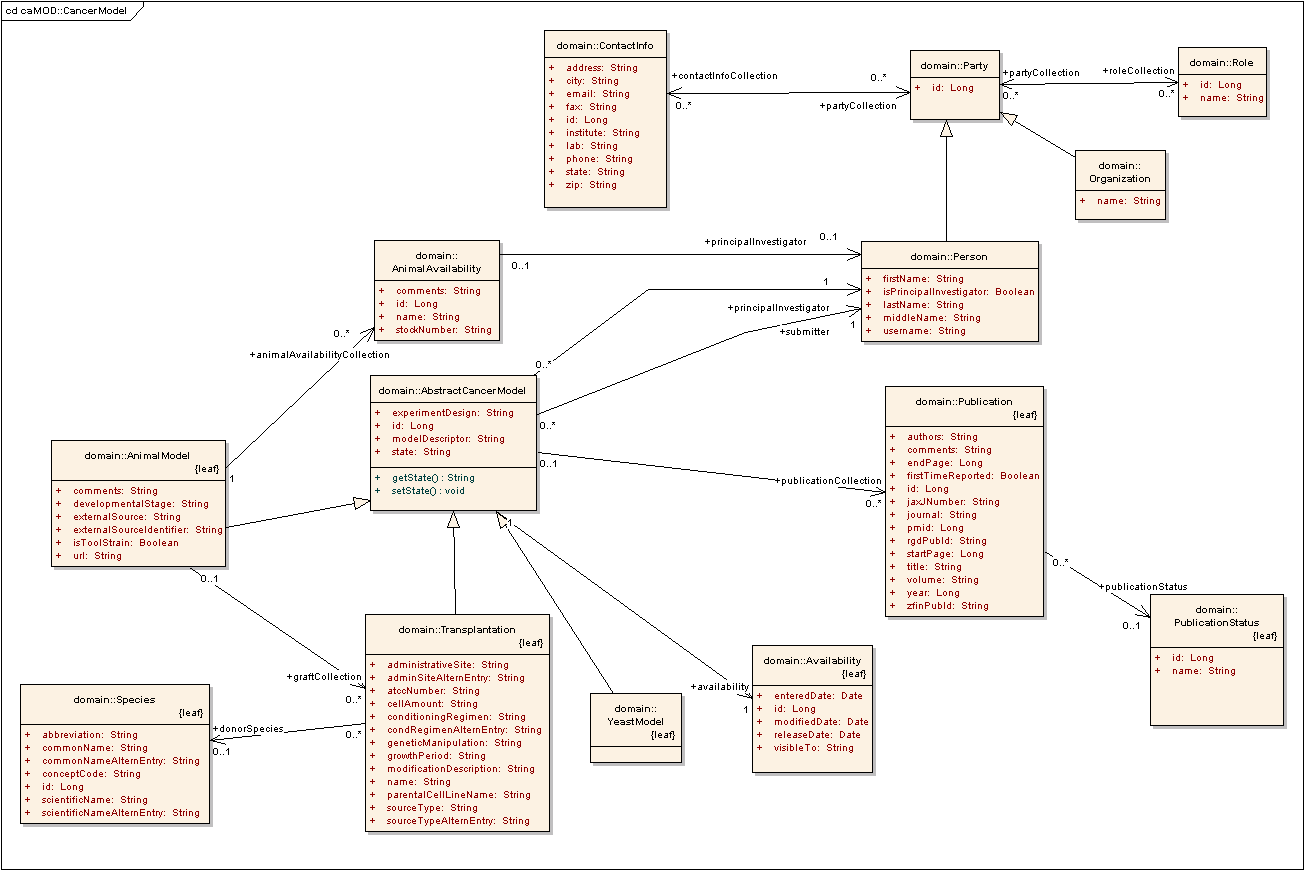 cd caMOD::CancerModel
domain::ContactInfo
+ address: String
+ city: String
+ email: String
+ fax: String
+ id: Long
+ institute: String
+ lab: String
+ phone: String
+ state: String
+ zip: String
+contactInfoCollection
0..*
0..*
+partyCollection
domain::Party
+ id: Long
+partyCollection
0..*
+roleCollection
0..*
domain::Role
+ id: Long
+ name: String
domain::
Organization
+ name: String
domain::
AnimalAvailability
+ comments: String
+ id: Long
+ name: String
+ stockNumber: String
0..1
+principalInvestigator
0..1
domain::Person
+ firstName: String
+ isPrincipalInvestigator: Boolean
+ lastName: String
+ middleName: String
+ username: String
1
+principalInvestigator
0..*
+submitter
1
0..*
0..*
+animalAvailabilityCollection
1
domain::AbstractCancerModel
+ experimentDesign: String
+ id: Long
+ modelDescriptor: String
+ state: String
+ getState() : String
+ setState() : void
0..1
+publicationCollection
0..*
domain::Publication
{leaf}
+ authors: String
+ comments: String
+ endPage: Long
+ firstTimeReported: Boolean
+ id: Long
+ jaxJNumber: String
+ journal: String
+ pmid: Long
+ rgdPubId: String
+ startPage: Long
+ title: String
+ volume: String
+ year: Long
+ zfinPubId: String
domain::AnimalModel
{leaf}
+ comments: String
+ developmentalStage: String
+ externalSource: String
+ externalSourceIdentifier: String
+ isToolStrain: Boolean
+ url: String
0..1
+graftCollection
0..*
1
+availability
1
0..*
+publicationStatus
0..1
domain::
PublicationStatus
{leaf}
+ id: Long
+ name: String
domain::Transplantation
{leaf}
+ administrativeSite: String
+ adminSiteAlternEntry: String
+ atccNumber: String
+ cellAmount: String
+ conditioningRegimen: String
+ condRegimenAlternEntry: String
+ geneticManipulation: String
+ growthPeriod: String
+ modificationDescription: String
+ name: String
+ parentalCellLineName: String
+ sourceType: String
+ sourceTypeAlternEntry: String
domain::
YeastModel
{leaf}
domain::Availability
{leaf}
+ enteredDate: Date
+ id: Long
+ modifiedDate: Date
+ releaseDate: Date
+ visibleTo: String
domain::Species
{leaf}
+ abbreviation: String
+ commonName: String
+ commonNameAlternEntry: String
+ conceptCode: String
+ id: Long
+ scientificName: String
+ scientificNameAlternEntry: String
+donorSpecies
0..1
0..*